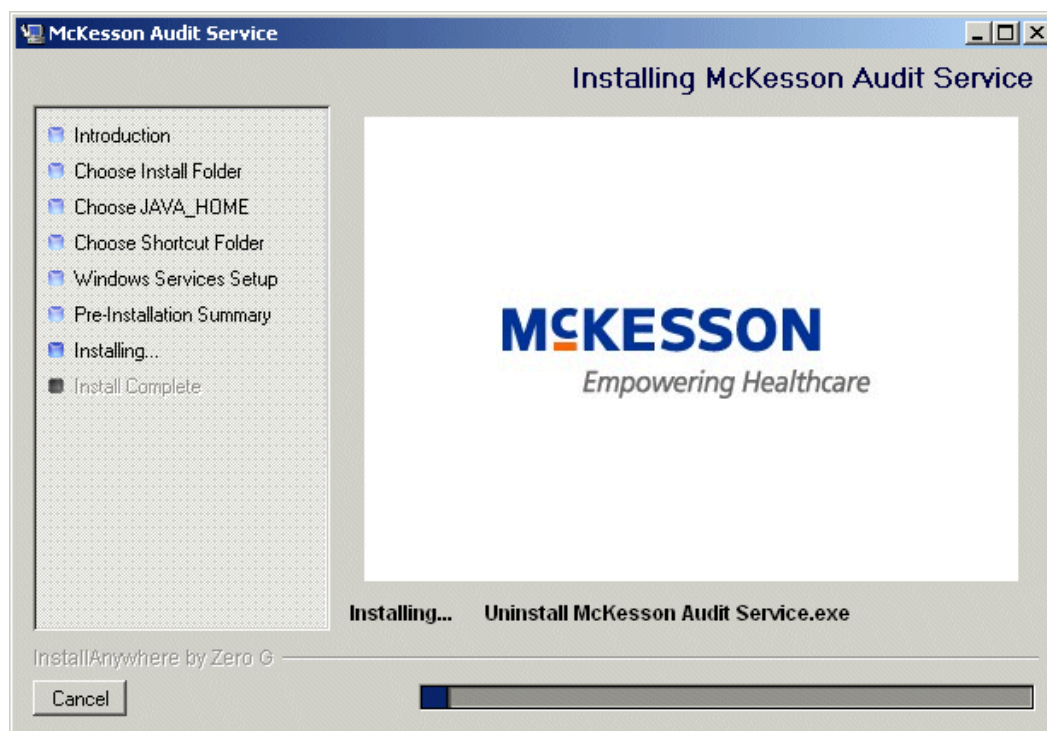 McKesson Audit Service
Installing McKesson Audit Service
Introduction
Choose Install Folder
Choose JAVA_HOME
Choose Shortcut Folder
Windows Services Setup
Pre-Installation Summary
Installing...
Install Complete
MCKESSON
Empowering Healthcare
Installing... Uninstall McKesson Audit Service.exe
InstallAnywhere by Zero G
Cancel